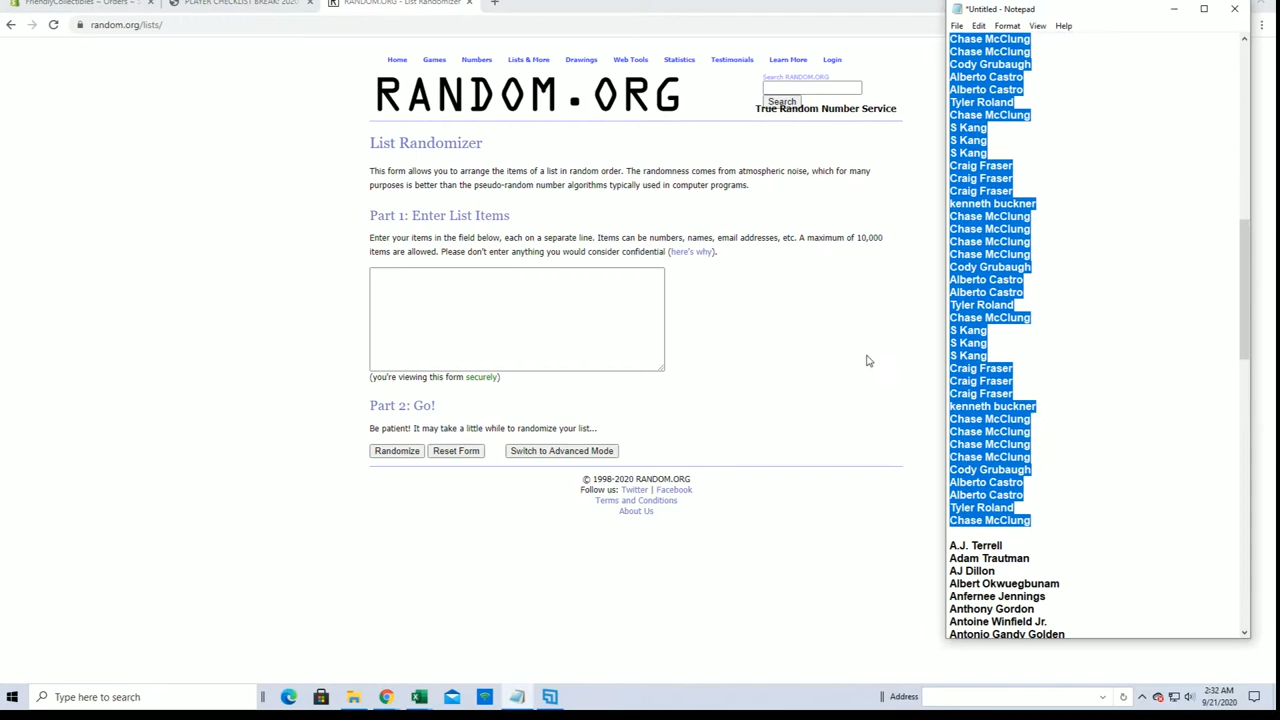 FriendlyCollectibles ~ Orders ~
PLAYER CHECKLIST BREAK! 2020
RANDOM.ORG - List Randomizer
random.org/lists/
Home Games Numbers Lists & More Drawings Web Tools Statistics Testimonials Learn More Login
RANDOM.ORG
Search RANDOM.ORG
Search
True Random Number Service
List Randomizer
This form allows you to arrange the items of a list in random order. The randomness comes from atmospheric noise, which for many
purposes is better than the pseudo-random number algorithms typically used in computer programs.
Part 1: Enter List Items
Enter your items in the field below, each on a separate line. Items can be numbers, names, email addresses, etc. A maximum of 10,000
items are allowed. Please don't enter anything you would consider confidential (here's why).
(you're viewing this form securely)
Part 2: Go!
Be patient! It may take a little while to randomize your list...
Randomize Reset Form Switch to Advanced Mode
© 1998-2020 RANDOM.ORG
Follow us: Twitter | Facebook
Terms and Conditions
About Us
*Untitled - Notepad
File Edit Format View Help
Chase McClung
Chase McClung
Cody Grubaugh
Alberto Castro
Alberto Castro
Tyler Roland
Chase McClung
S Kang
S Kang
S Kang
Craig Fraser
Craig Fraser
Craig Fraser
kenneth buckner
Chase McClung
Chase McClung
Chase McClung
Chase McClung
Cody Grubaugh
Alberto Castro
Alberto Castro
Tyler Roland
Chase McClung
S Kang
S Kang
S Kang
Craig Fraser
Craig Fraser
Craig Fraser
kenneth buckner
Chase McClung
Chase McClung
Chase McClung
Chase McClung
Cody Grubaugh
Alberto Castro
Alberto Castro
Tyler Roland
Chase McClung
A.J. Terrell
Adam Trautman
AJ Dillon
Albert Okwuegbunam
Anfernee Jennings
Anthony Gordon
Antoine Winfield Jr.
Antonio Gandy Golden
Type here to search
Address
2:32 AM
9/21/2020